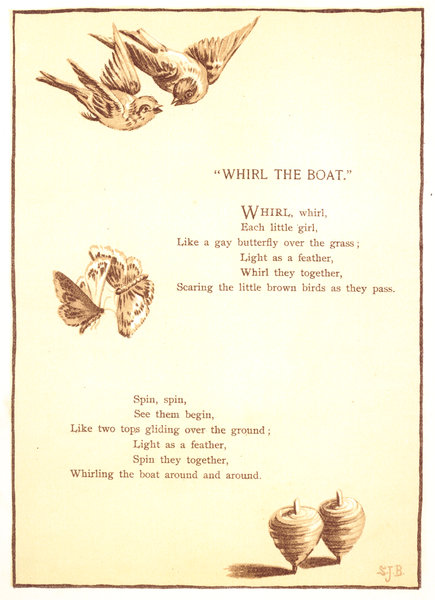 "WHIRL THE BOAT."
WHIRL, whirl,
Each little girl,
Like a gay butterfly over the grass;
Light as a feather,
Whirl they together,
Scaring the little brown birds as they pass.
Spin, spin,
See them begin,
Like two tops gliding over the ground;
Light as a feather,
Spin they together,
Whirling the boat around and around.
S.J.B.